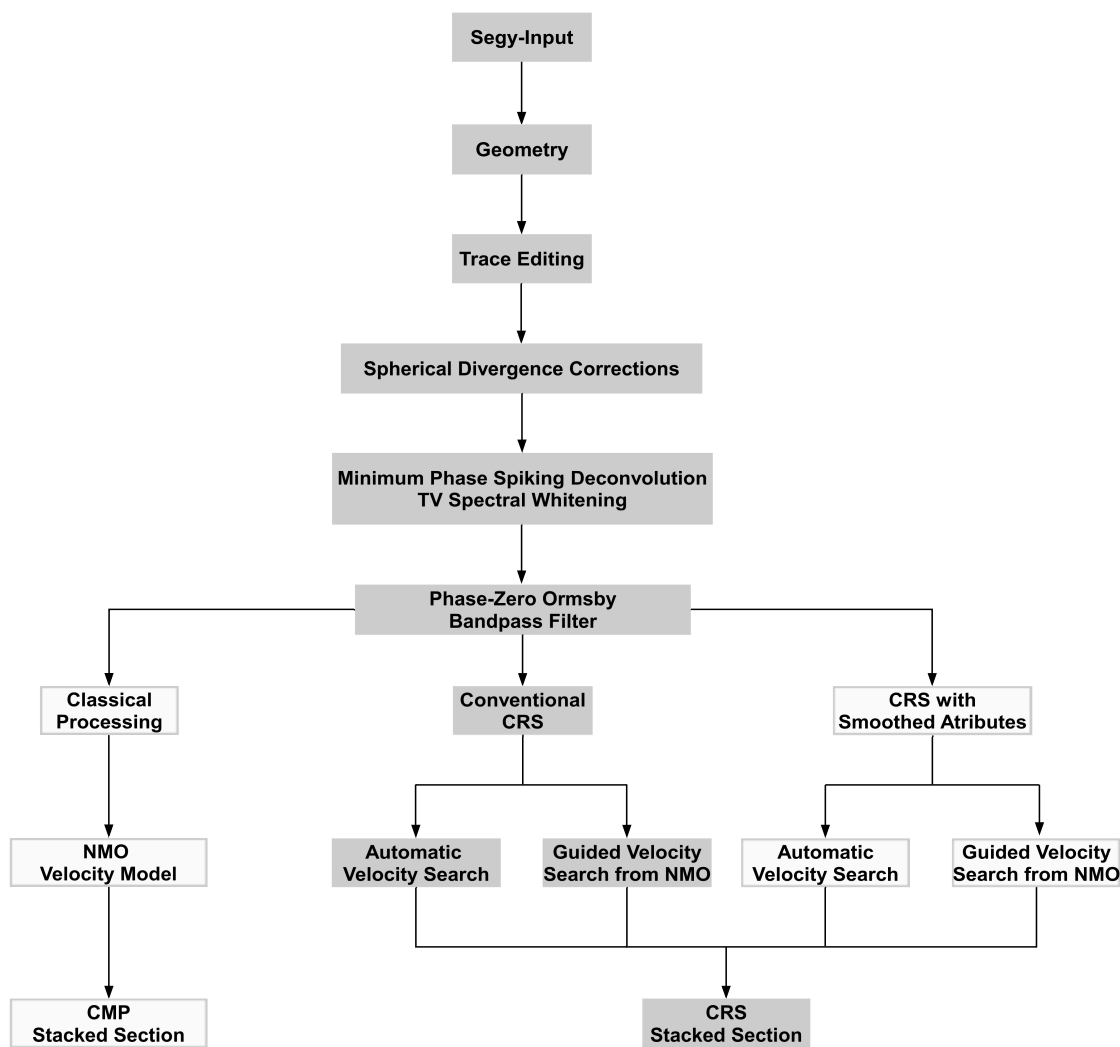 Segy-Input
Geometry
Trace Editing
Spherical Divergence Corrections
Minimum Phase Spiking Deconvolution
TV Spectral Whitening
Phase-Zero Ormsby
Bandpass Filter
Classical
Processing
Conventional
CRS
CRS with
Smoothed Atributes
NMO
Velocity Model
Automatic
Velocity Search
Guided Velocity
Search from NMO
Automatic
Velocity Search
Guided Velocity
Search from NMO
CMP
Stacked Section
CRS
Stacked Section